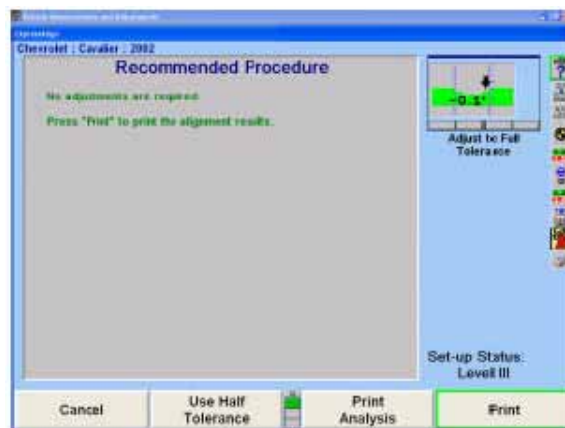 Chevrolet : Cavalier : 2002
Recommended Procedure
No adjustments are required.
Press "Print" to print the alignment results.
-0.1°
Adjust to Full
Tolerance
Set-up Status:
Level III
Cancel
Use Half
Tolerance
Print
Analysis
Print